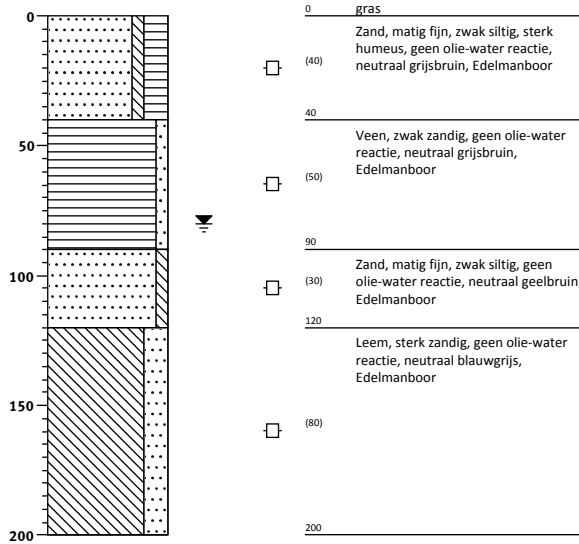 0
50
100
150
200
0 gras
Zand, matig fijn, zwak siltig, sterk
humeus, geen olie-water reactie,
neutraal grijsbruin, Edelmanboor
(40)
40
Veen, zwak zandig, geen olie-water
reactie, neutraal grijsbruin,
Edelmanboor
(50)
90
Zand, matig fijn, zwak siltig, geen
olie-water reactie, neutraal geelbruin,
Edelmanboor
(30)
120
Leem, sterk zandig, geen olie-water
reactie, neutraal blauwgrijs,
Edelmanboor
(80)
200